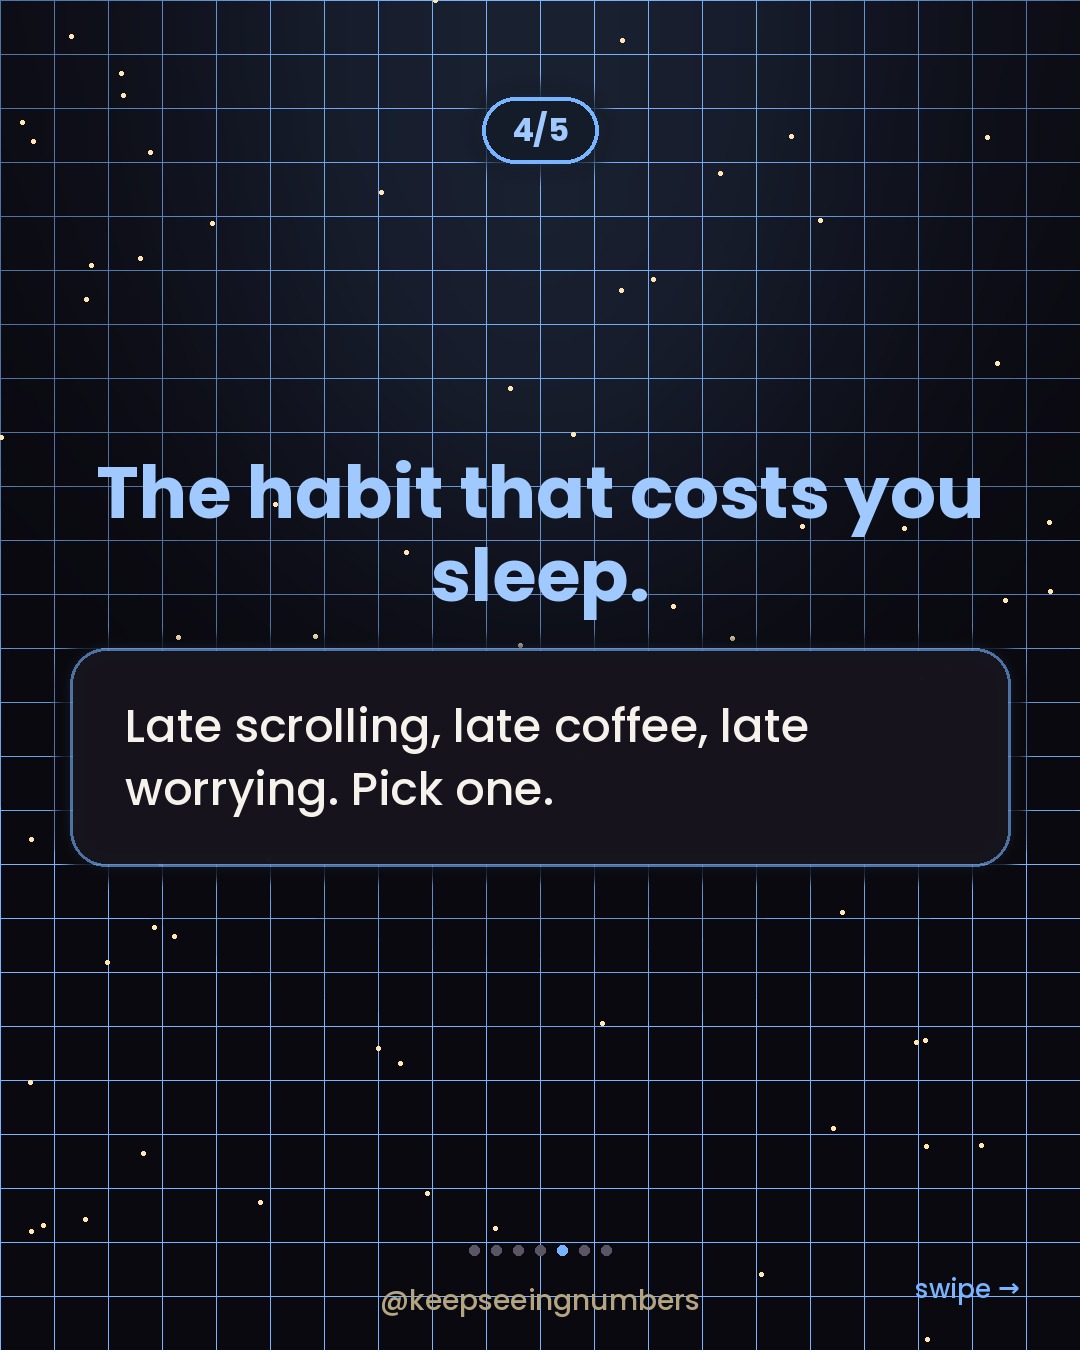 4/5
The habit that costs you
sleep.
Late scrolling, late coffee, late
worrying. Pick one.
@keepseeingnumbers
swipe →